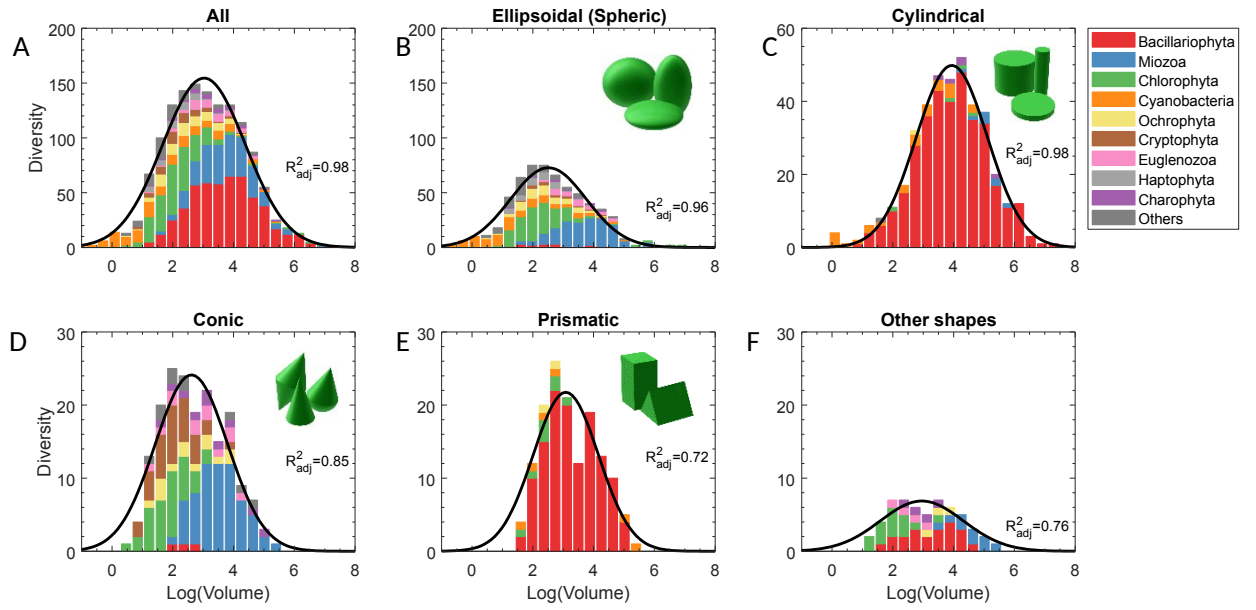 All
A
200
150
100
50
0
Diversity
R²adj=0.98
0 2 4 6 8
Ellipsoidal (Spheric)
B
200
150
100
50
0
R²adj=0.96
0 2 4 6 8
Cylindrical
C
60
40
20
0
R²adj=0.98
0 2 4 6 8
Bacillariophyta
Miozoa
Chlorophyta
Cyanobacteria
Ochrophyta
Cryptophyta
Euglenozoa
Haptophyta
Charophyta
Others
Conic
D
30
20
10
0
Diversity
R²adj=0.85
0 2 4 6 8
Log(Volume)
Prismatic
E
30
20
10
0
R²adj=0.72
0 2 4 6 8
Log(Volume)
Other shapes
F
30
20
10
0
R²adj=0.76
0 2 4 6 8
Log(Volume)